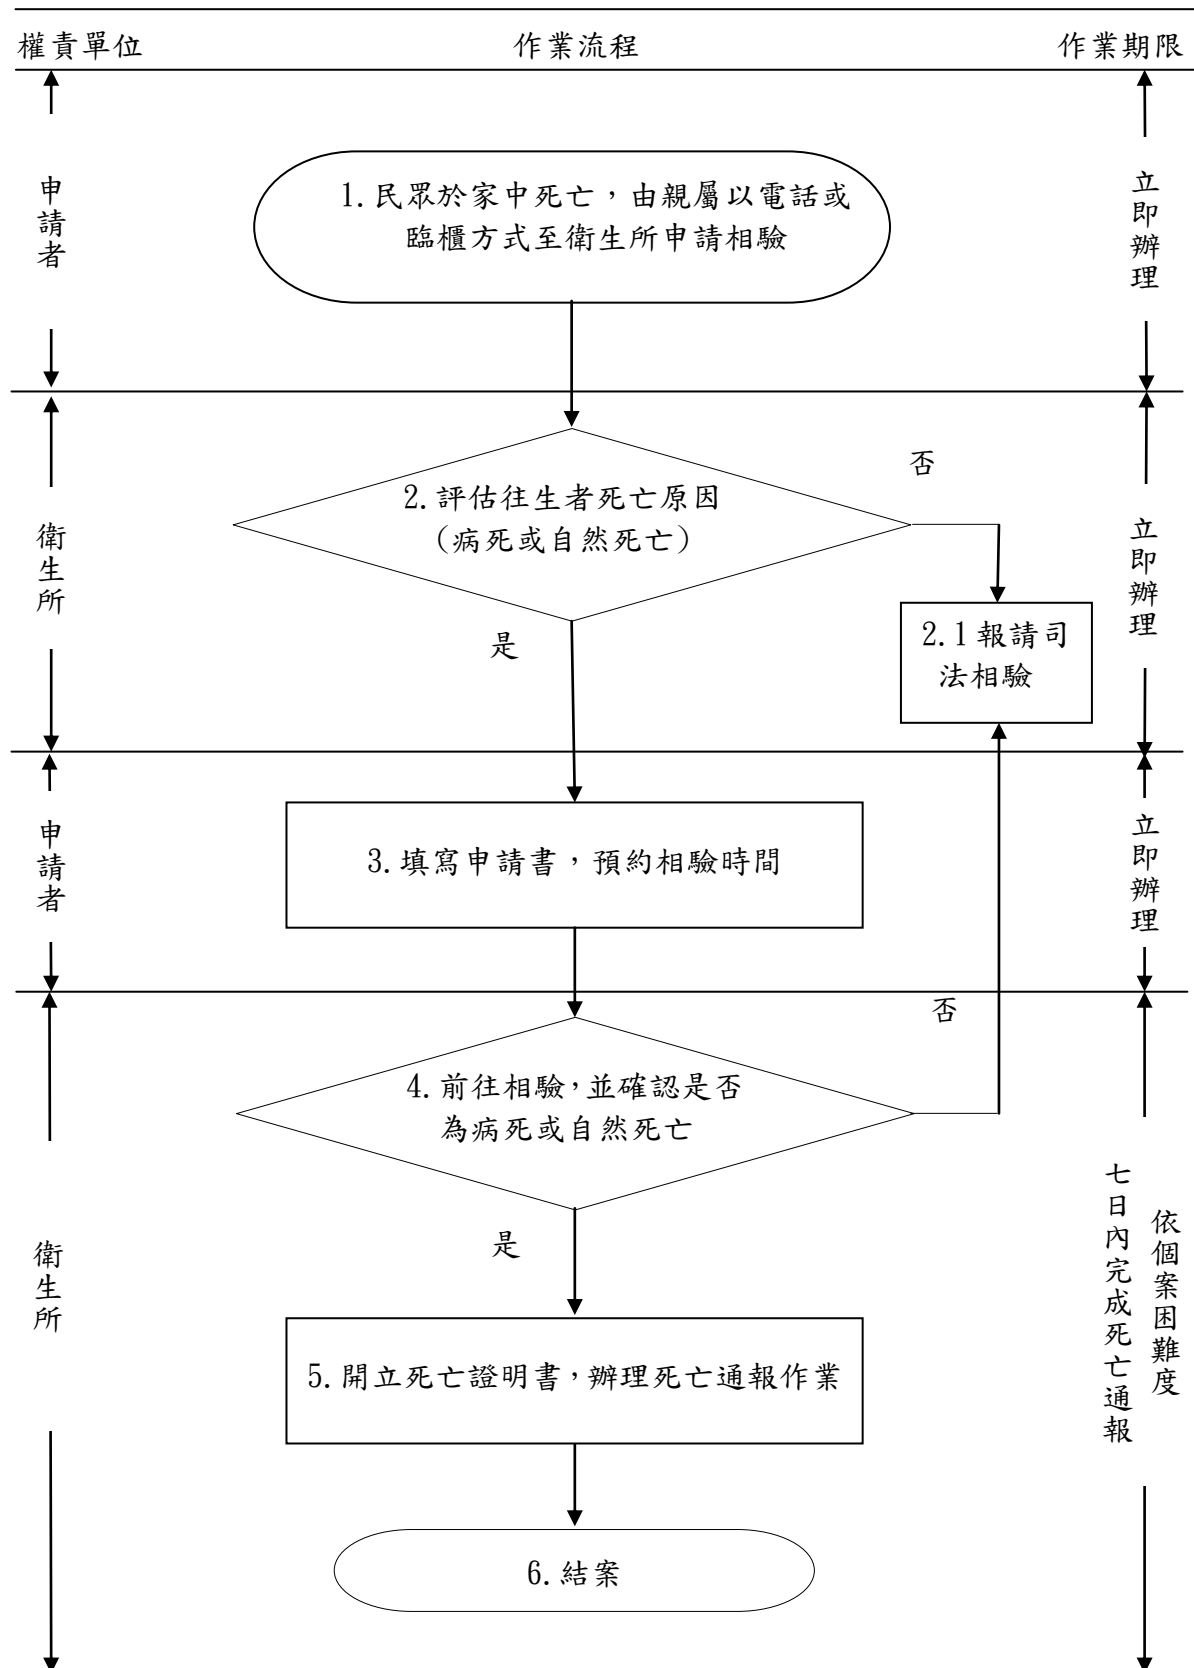 權責單位 作業流程 作業期限
申請者
1.民眾於家中死亡，由親屬以電話或
臨櫃方式至衛生所申請相驗
立即辦理
衛生所
2.評估往生者死亡原因
(病死或自然死亡)
否
是
2.1報請司
法相驗
立即辦理
申請者
3.填寫申請書，預約相驗時間
立即辦理
衛生所
4.前往相驗，並確認是否
為病死或自然死亡
否
是
5.開立死亡證明書，辦理死亡通報作業
6.結案
依個案困難度
七日內完成死亡通報